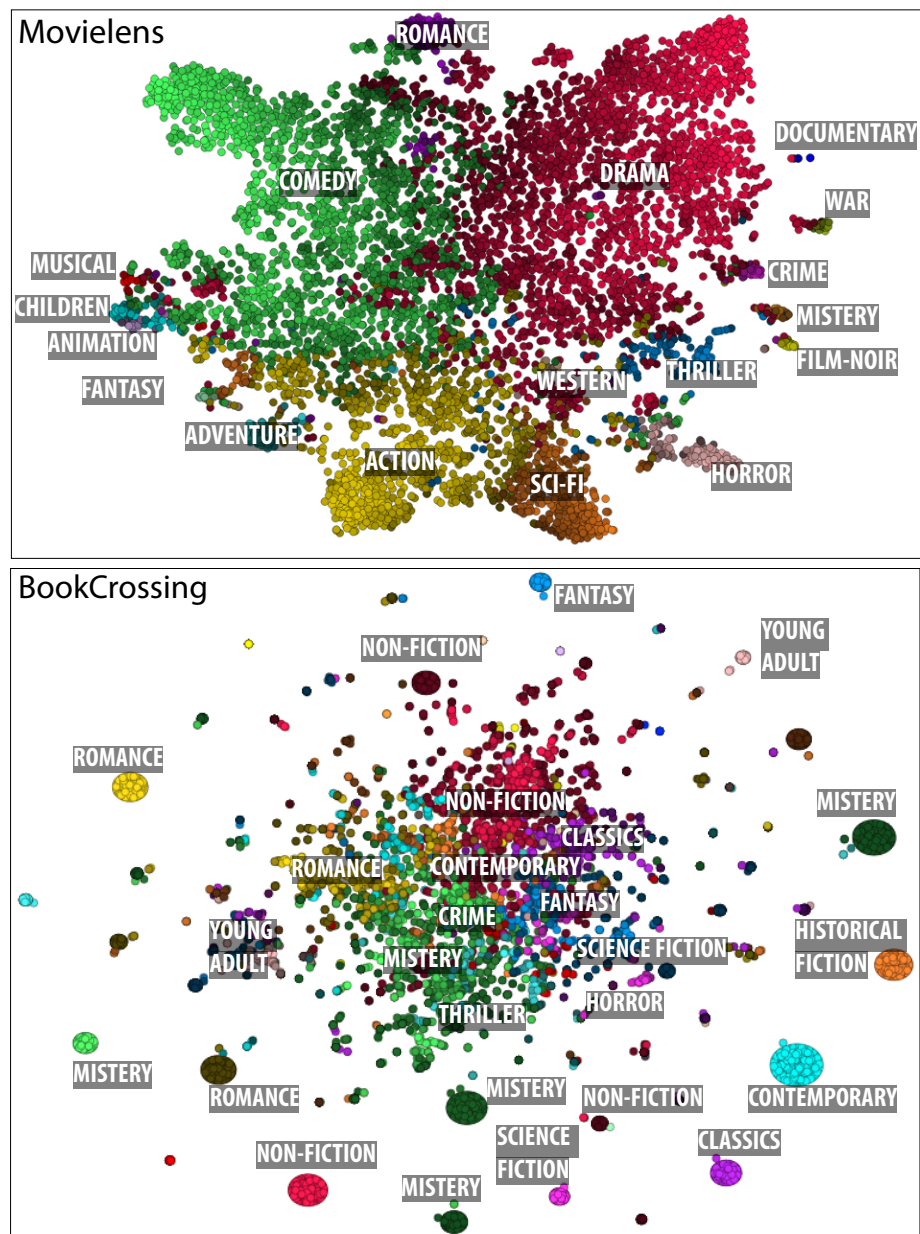 Movielens
ROMANCE
DOCUMENTARY
COMEDY
DRAMA
WAR
MUSICAL
CRIME
CHILDREN
MISTERY
ANIMATION
FILM-NOIR
FANTASY
WESTERN
THRILLER
ADVENTURE
ACTION
SCI-FI
HORROR
BookCrossing
FANTASY
NON-FICTION
YOUNG
ADULT
ROMANCE
NON-FICTION
MISTERY
CLASSICS
ROMANCE
CONTEMPORARY
FANTASY
CRIME
YOUNG
ADULT
MISTERY
SCIENCE FICTION
HISTORICAL
FICTION
HORROR
THRILLER
MISTERY
ROMANCE
MISTERY
NON-FICTION
CONTEMPORARY
SCIENCE
FICTION
CLASSICS
NON-FICTION
MISTERY